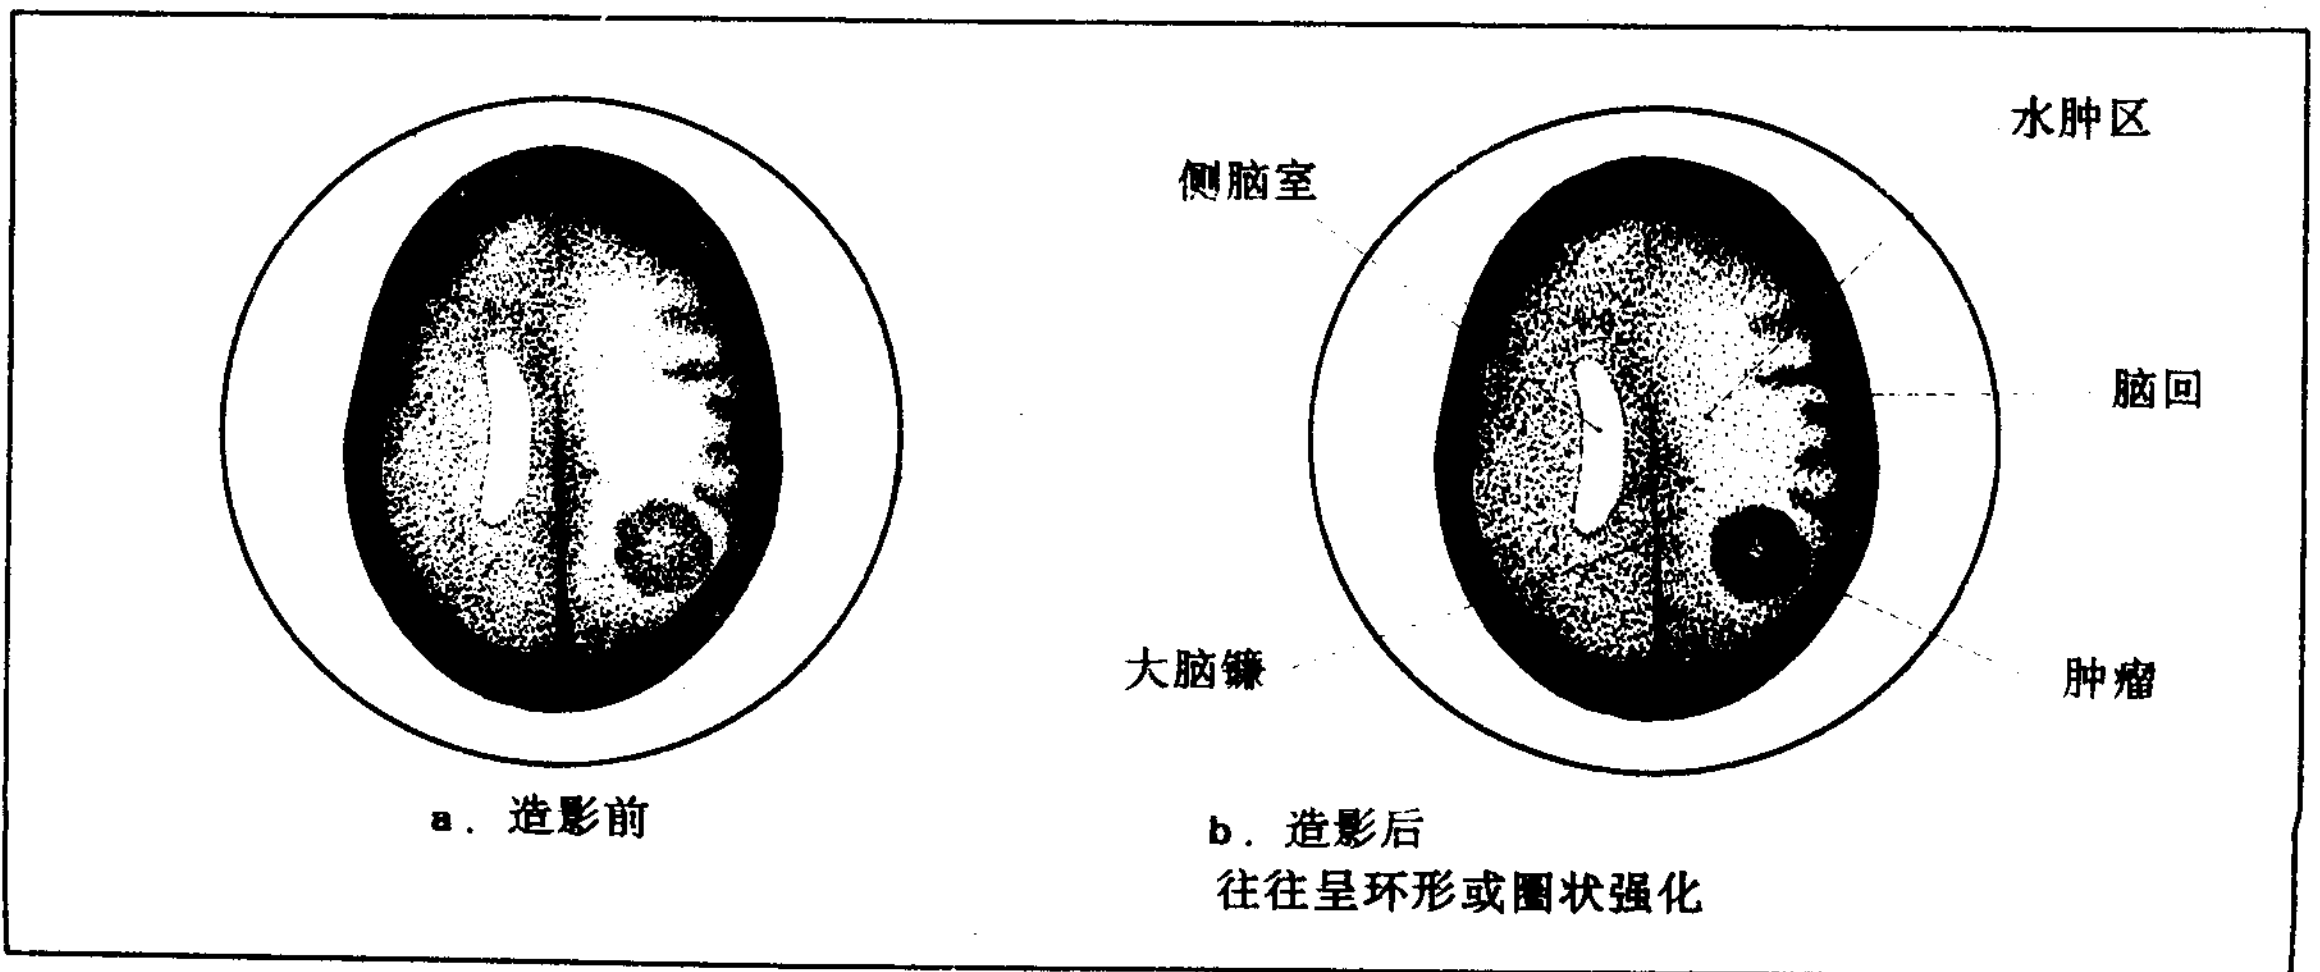 水肿区
侧脑室
脑回
大脑镰
肿瘤
a. 造影前
b. 造影后
往往呈环形或圈状强化